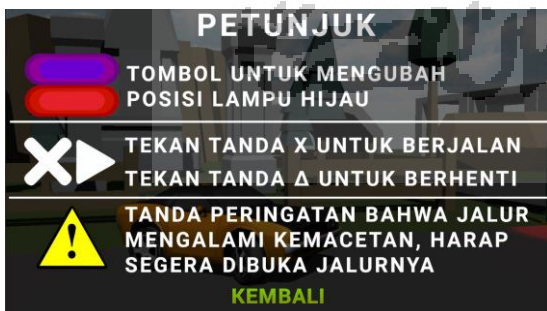 PETUNJUK
TOMBOL UNTUK MENGUBAH
POSISI LAMPU HIJAU
TEKAN TANDA X UNTUK BERJALAN
TEKAN TANDA Δ UNTUK BERHENTI
TANDA PERINGATAN BAHWA JALUR
MENGALAMI KEMACETAN, HARAP
SEGERA DIBUKA JALURNYA
KEMBALI